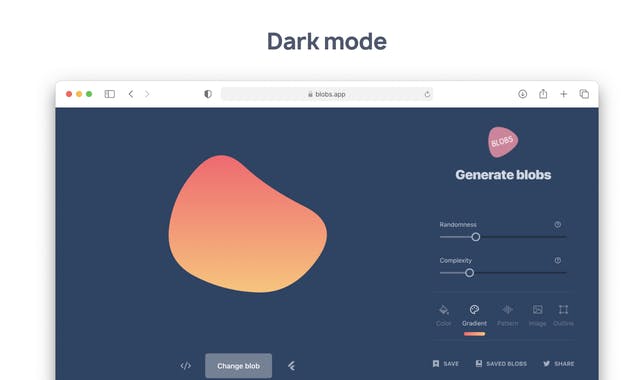 Dark mode
blobs.app
BLOBS
Generate blobs
Randomness
Complexity
Color Gradient Pattern Image Outline
</> Change blob
SAVE SAVED BLOBS SHARE